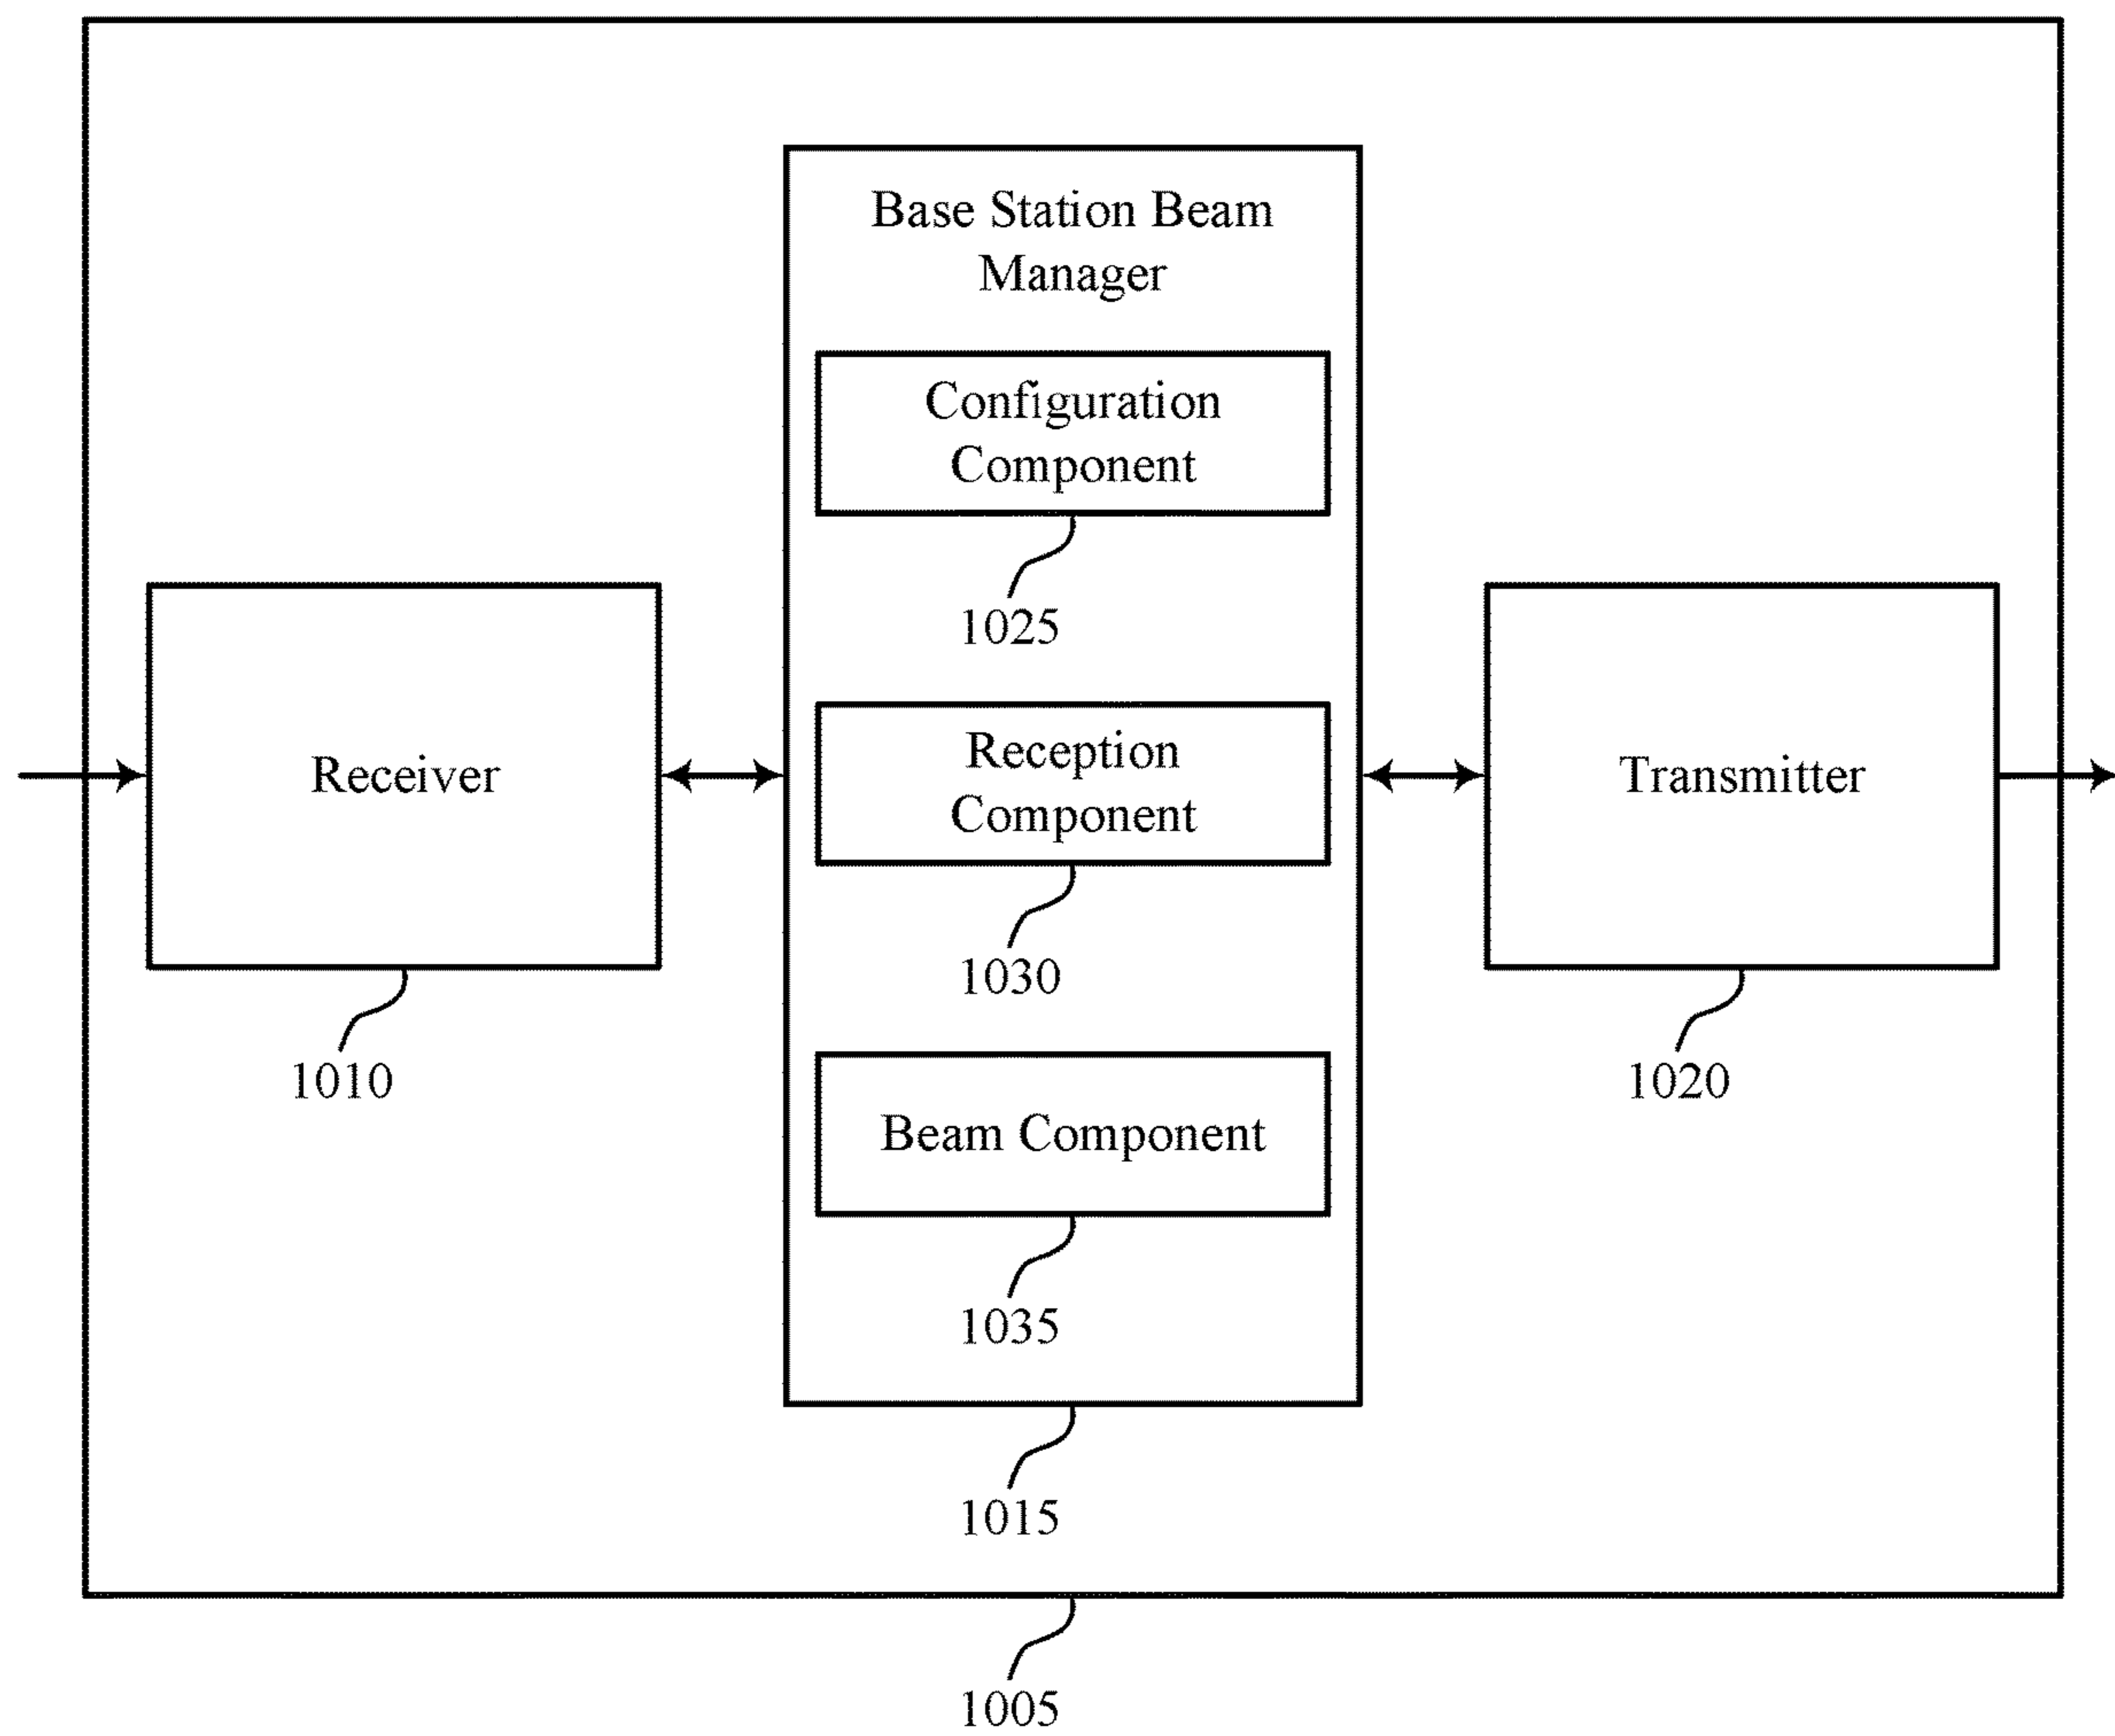 Base Station Beam
Manager
Configuration
Component
1025
Receiver
1010
Reception
Component
1030
Transmitter
1020
Beam Component
1035
1015
1005